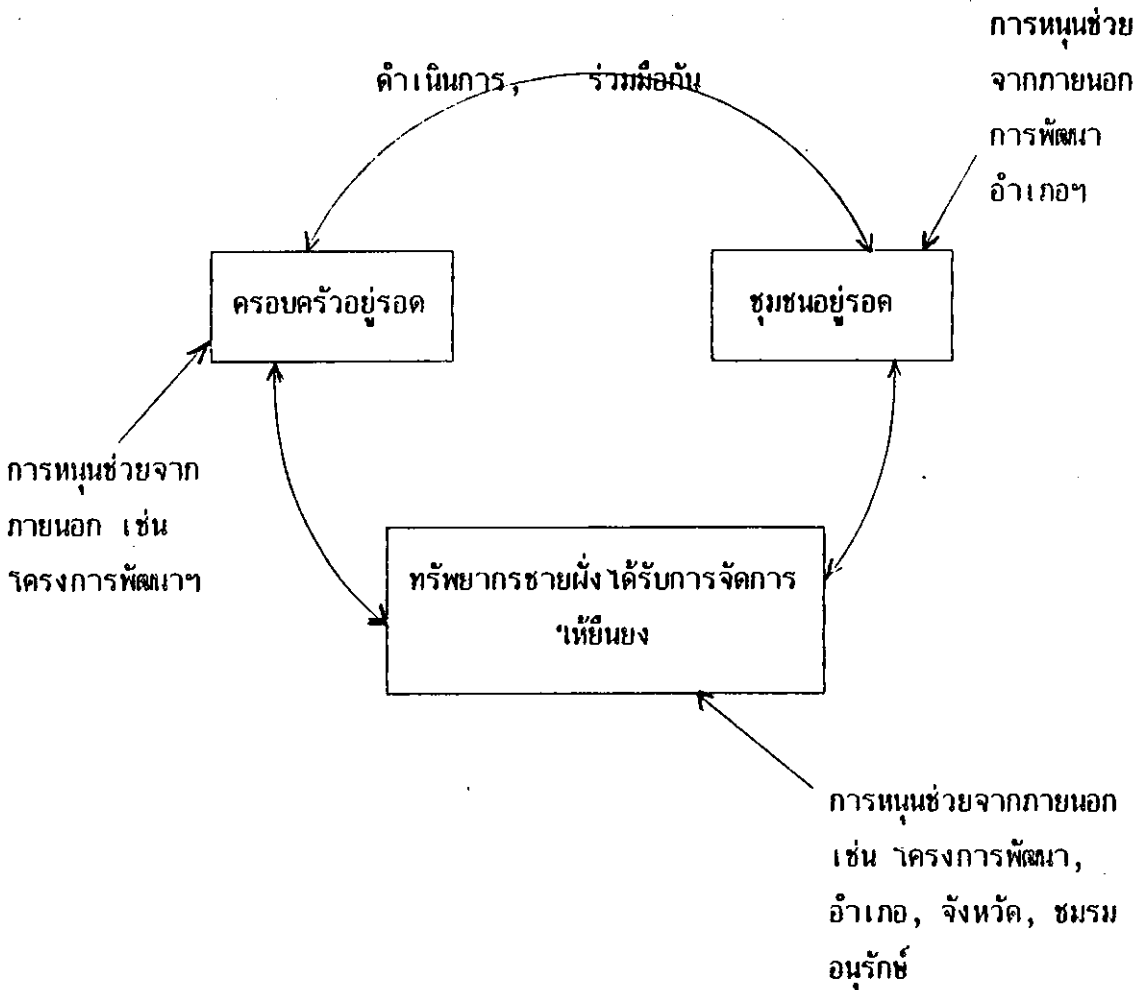 การหนุนช่วย
จากภายนอก
การพัฒนา
อำเภอฯ
ดำเนินการ, ร่วมมือกัน
ครอบครัวอยู่รอด
ชุมชนอยู่รอด
การหนุนช่วยจาก
ภายนอก เช่น
โครงการพัฒนาฯ
ทรัพยากรชายฝั่งได้รับการจัดการ
ให้ยืนยง
การหนุนช่วยจากภายนอก
เช่น โครงการพัฒนา,
อำเภอ, จังหวัด, ชมรม
อนุรักษ์